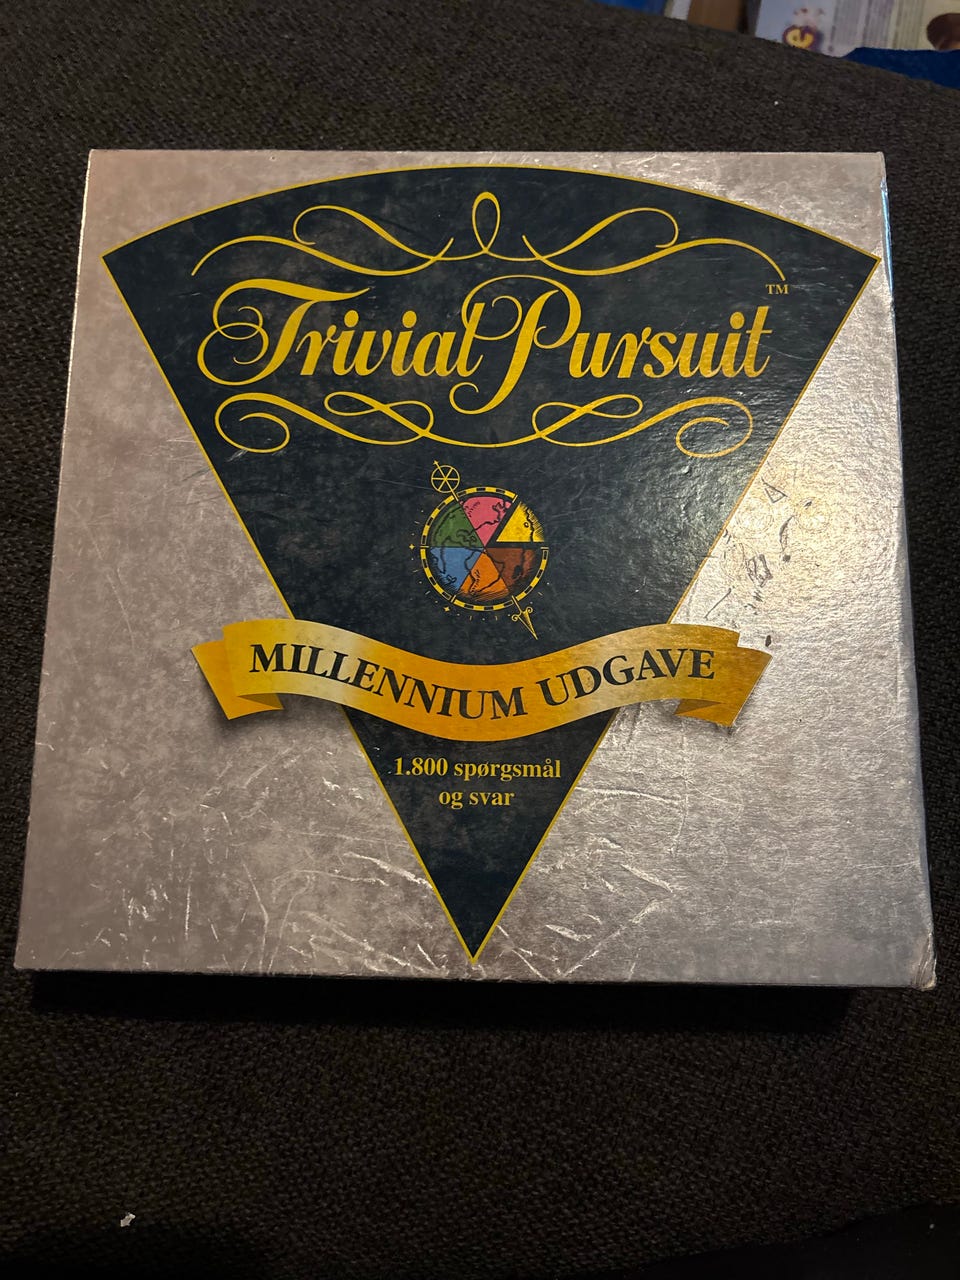 Trivial Pursuit™
MILLENNIUM UDGAVE
1.800 spørgsmål
og svar